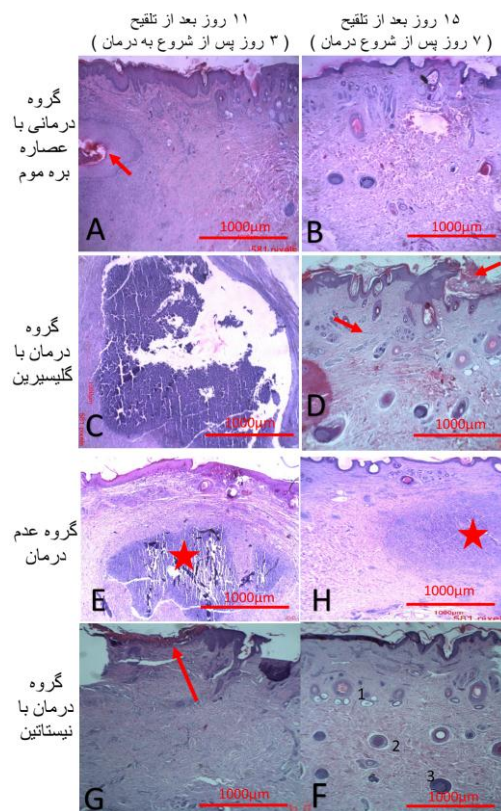 ۱۱ روز بعد از تلقیح
( ۳ روز پس از شروع به درمان )
۱۵ روز بعد از تلقیح
( ۷ روز پس از شروع درمان )
گروه
درمانی با
عصاره
بره موم
A
1000µm
B
1000µm
گروه
درمان با
گلیسیرین
C
1000µm
D
1000µm
گروه عدم
درمان
E
1000µm
H
1000µm
1000µm
گروه
درمان با
نیستاتین
G
1000µm
1
2
3
F
1000µm